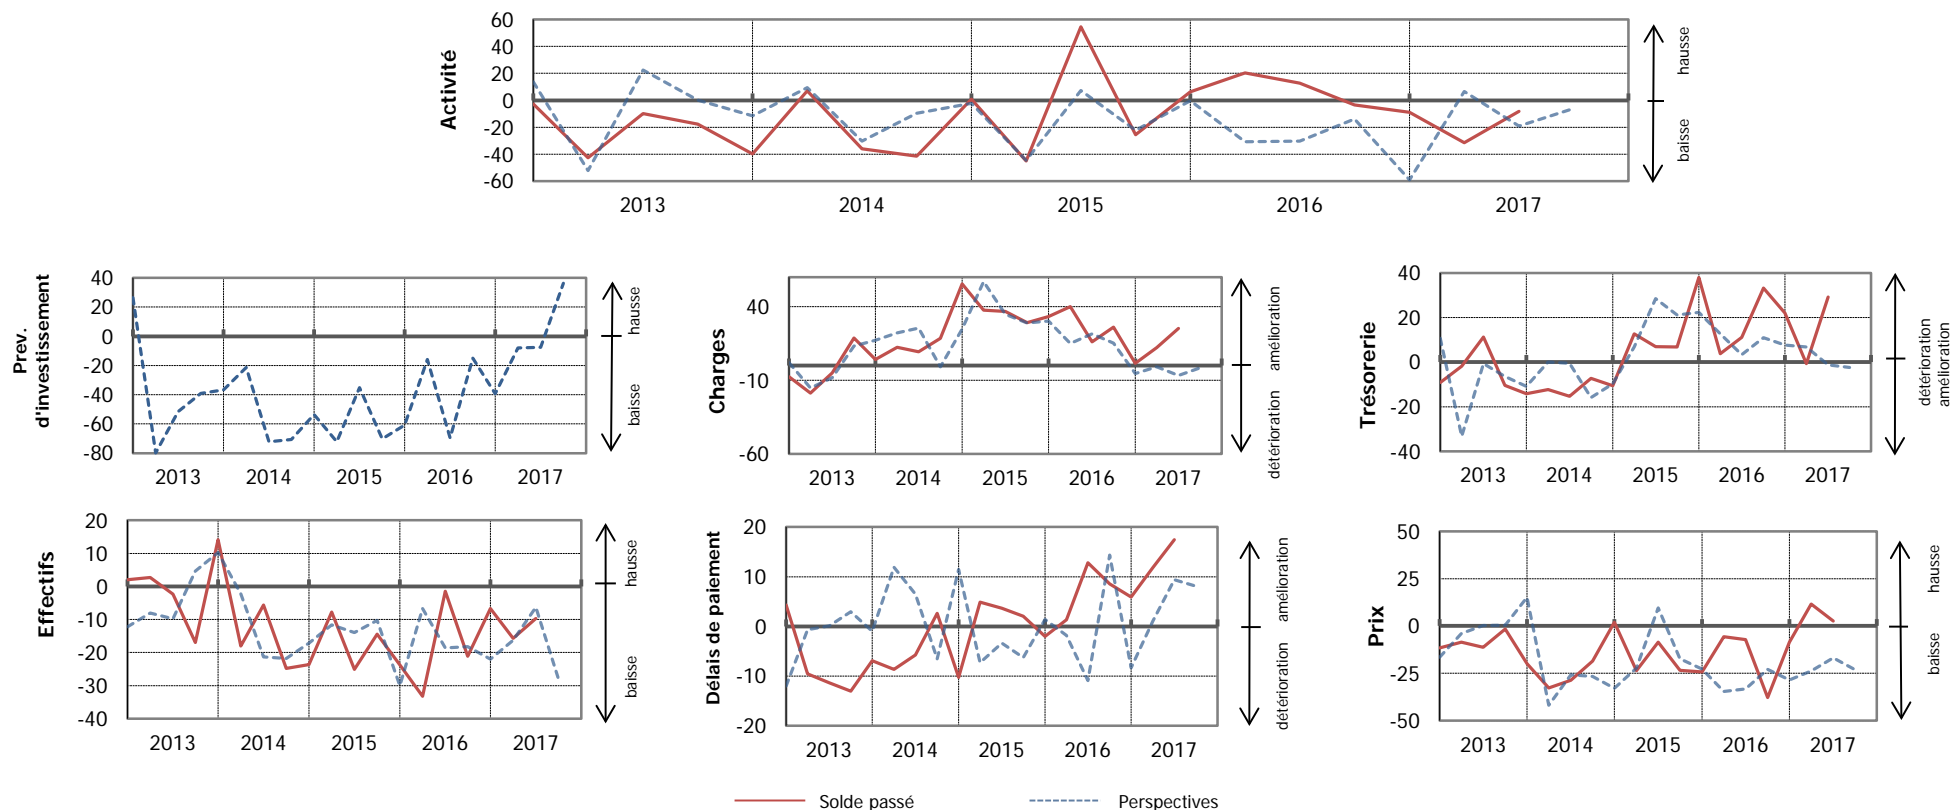 Activité
60
40
20
0
-20
-40
-60
2013 2014 2015 2016 2017
hausse
baisse
Prev.
d'investissement
40
20
0
-20
-40
-60
-80
2013 2014 2015 2016 2017
hausse
baisse
Charges
40
-10
-60
2013 2014 2015 2016 2017
amélioration
détérioration
Trésorerie
40
20
0
-20
-40
2013 2014 2015 2016 2017
détérioration
amélioration
Effectifs
20
10
0
-10
-20
-30
-40
2013 2014 2015 2016 2017
hausse
baisse
Délais de paiement
20
10
0
-10
-20
2013 2014 2015 2016 2017
amélioration
détérioration
Prix
50
25
0
-25
-50
2013 2014 2015 2016 2017
hausse
baisse
Solde passé Perspectives